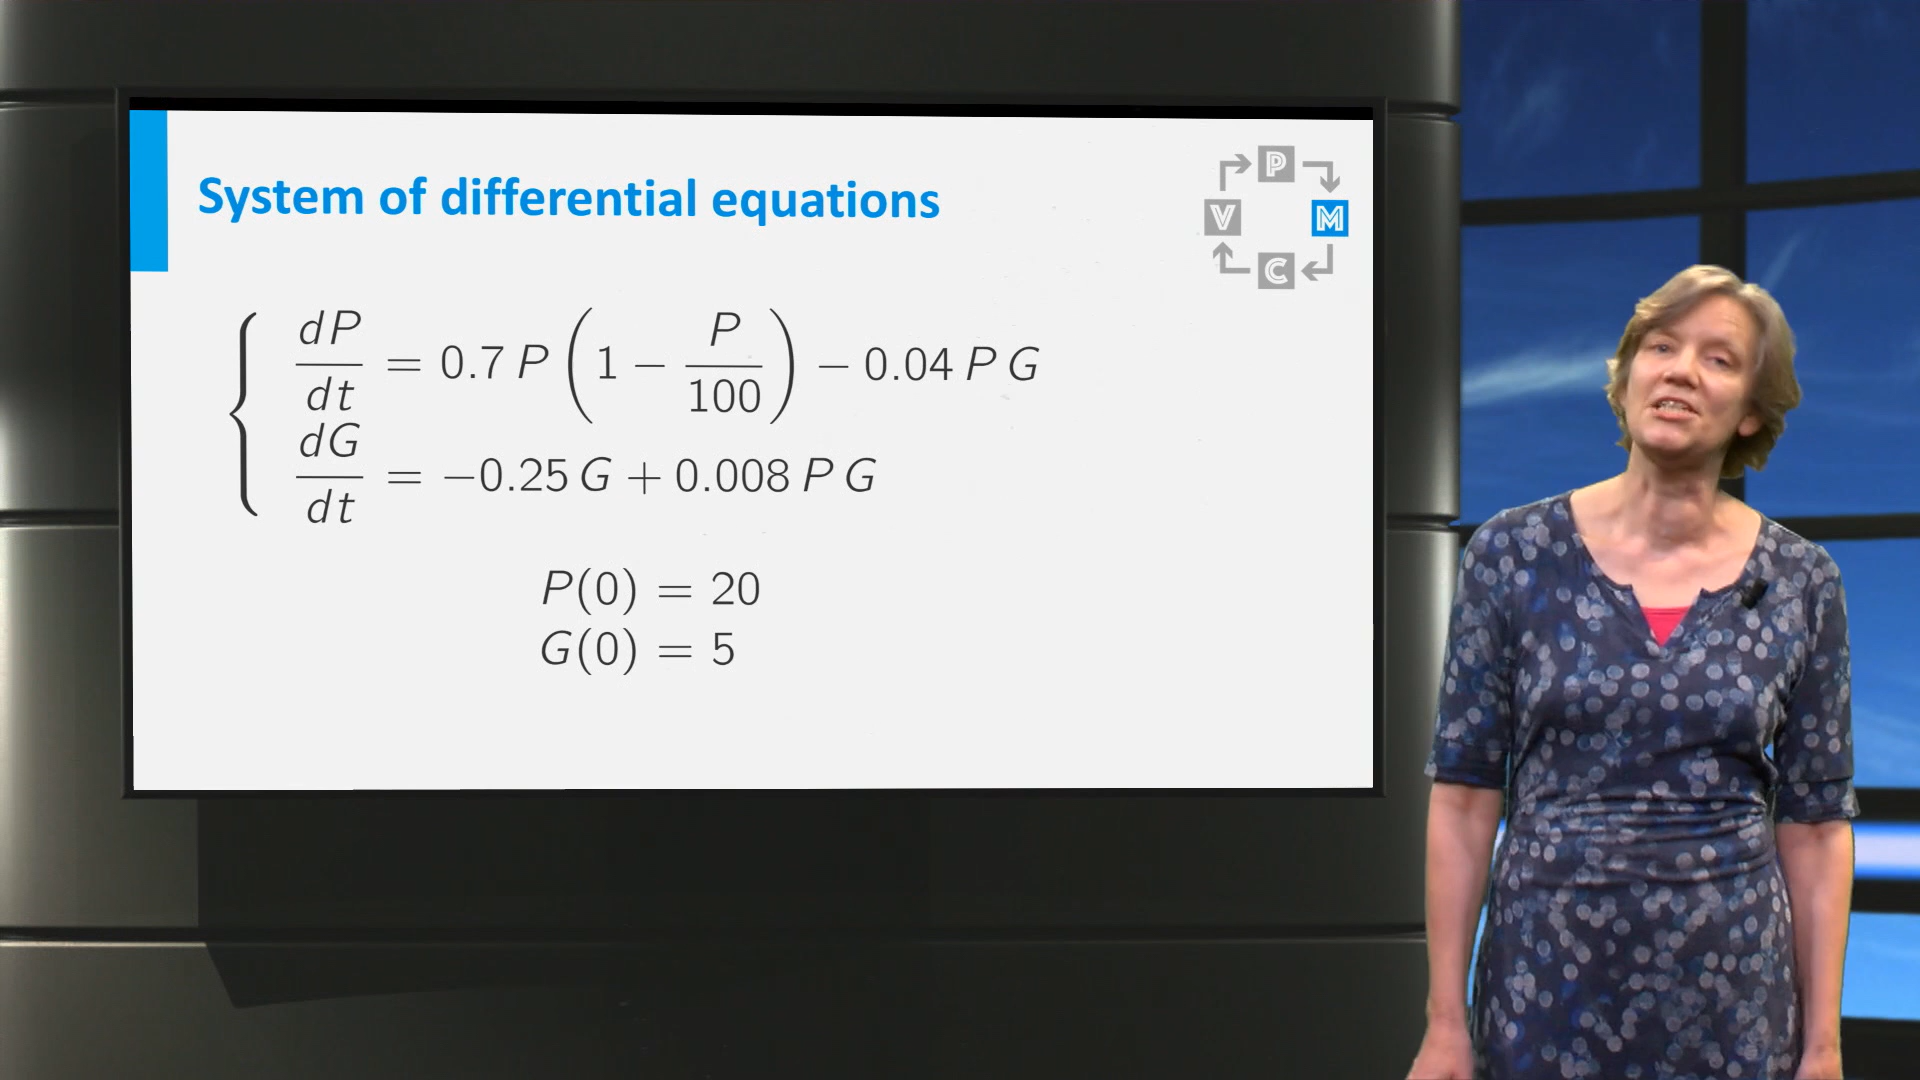 System of differential equations
P
M
V
C
dP/dt = 0.7 P (1 − P/100) − 0.04 P G
dG/dt = −0.25 G + 0.008 P G
P(0) = 20
G(0) = 5